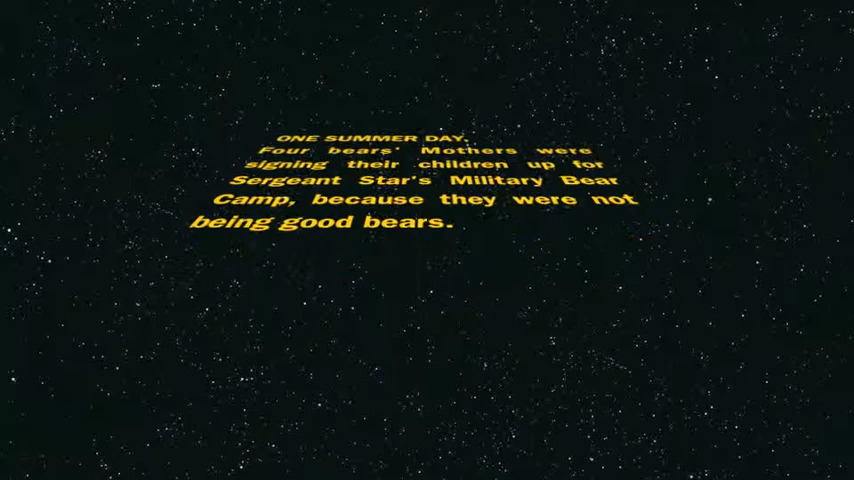 ONE SUMMER DAY,
Four bears' Mothers were
signing their children up for
Sergeant Star's Military Bear
Camp, because they were not
being good bears.